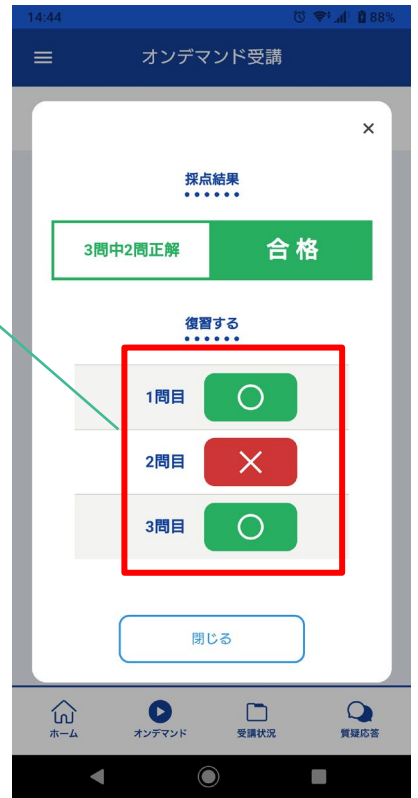 14:44 88%
オンデマンド受講
×
採点結果
3問中2問正解 合格
復習する
1問目 ○
2問目 ×
3問目 ○
閉じる
ホーム オンデマンド 受講状況 質疑応答